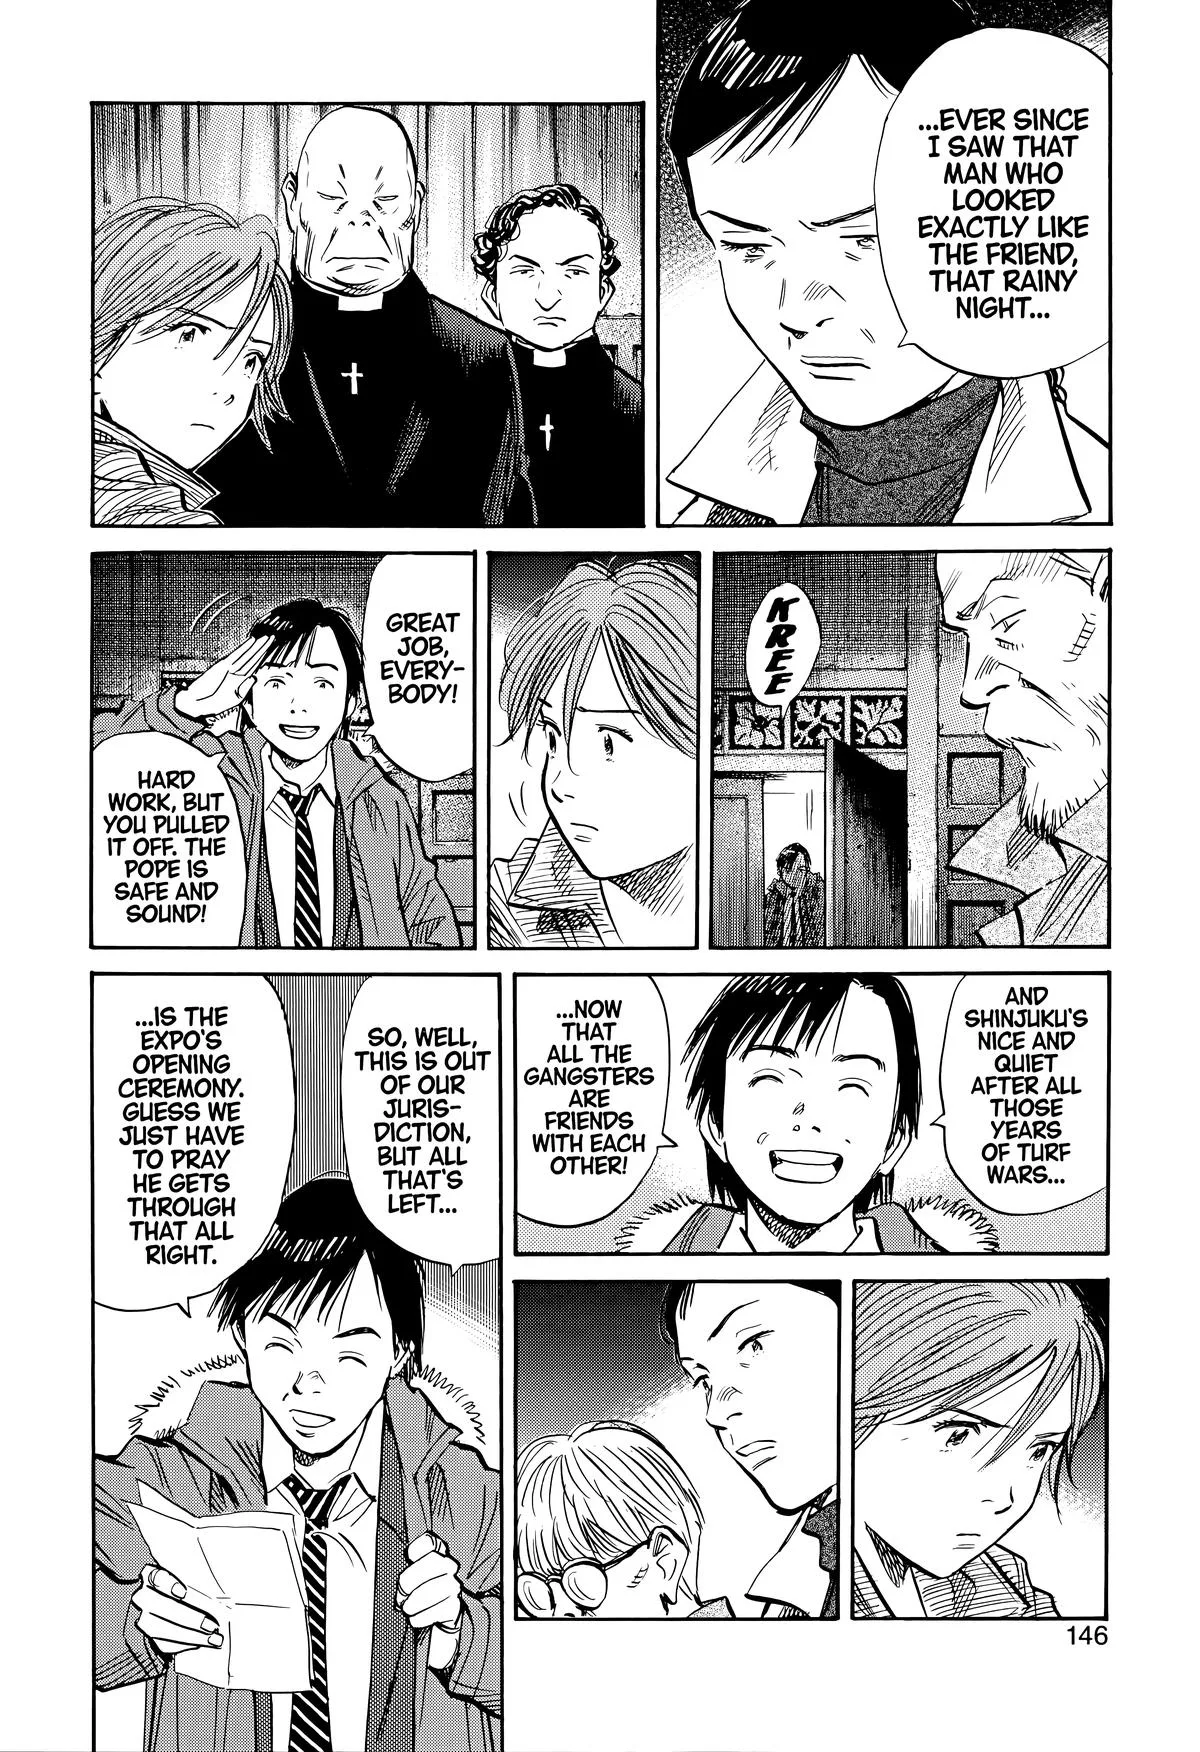 ...EVER SINCE
I SAW THAT
MAN WHO
LOOKED
EXACTLY LIKE
THE FRIEND,
THAT RAINY
NIGHT...
KREE
GREAT
JOB,
EVERY-
BODY!
HARD
WORK, BUT
YOU PULLED
IT OFF. THE
POPE IS
SAFE AND
SOUND!
AND
SHINJUKU'S
NICE AND
QUIET
AFTER ALL
THOSE
YEARS
OF TURF
WARS...
...NOW
THAT
ALL THE
GANGSTERS
ARE
FRIENDS
WITH EACH
OTHER!
SO, WELL,
THIS IS OUT
OF OUR
JURIS-
DICTION,
BUT ALL
THAT'S
LEFT...
...IS THE
EXPO'S
OPENING
CEREMONY.
GUESS WE
JUST HAVE
TO PRAY
HE GETS
THROUGH
THAT ALL
RIGHT.
146